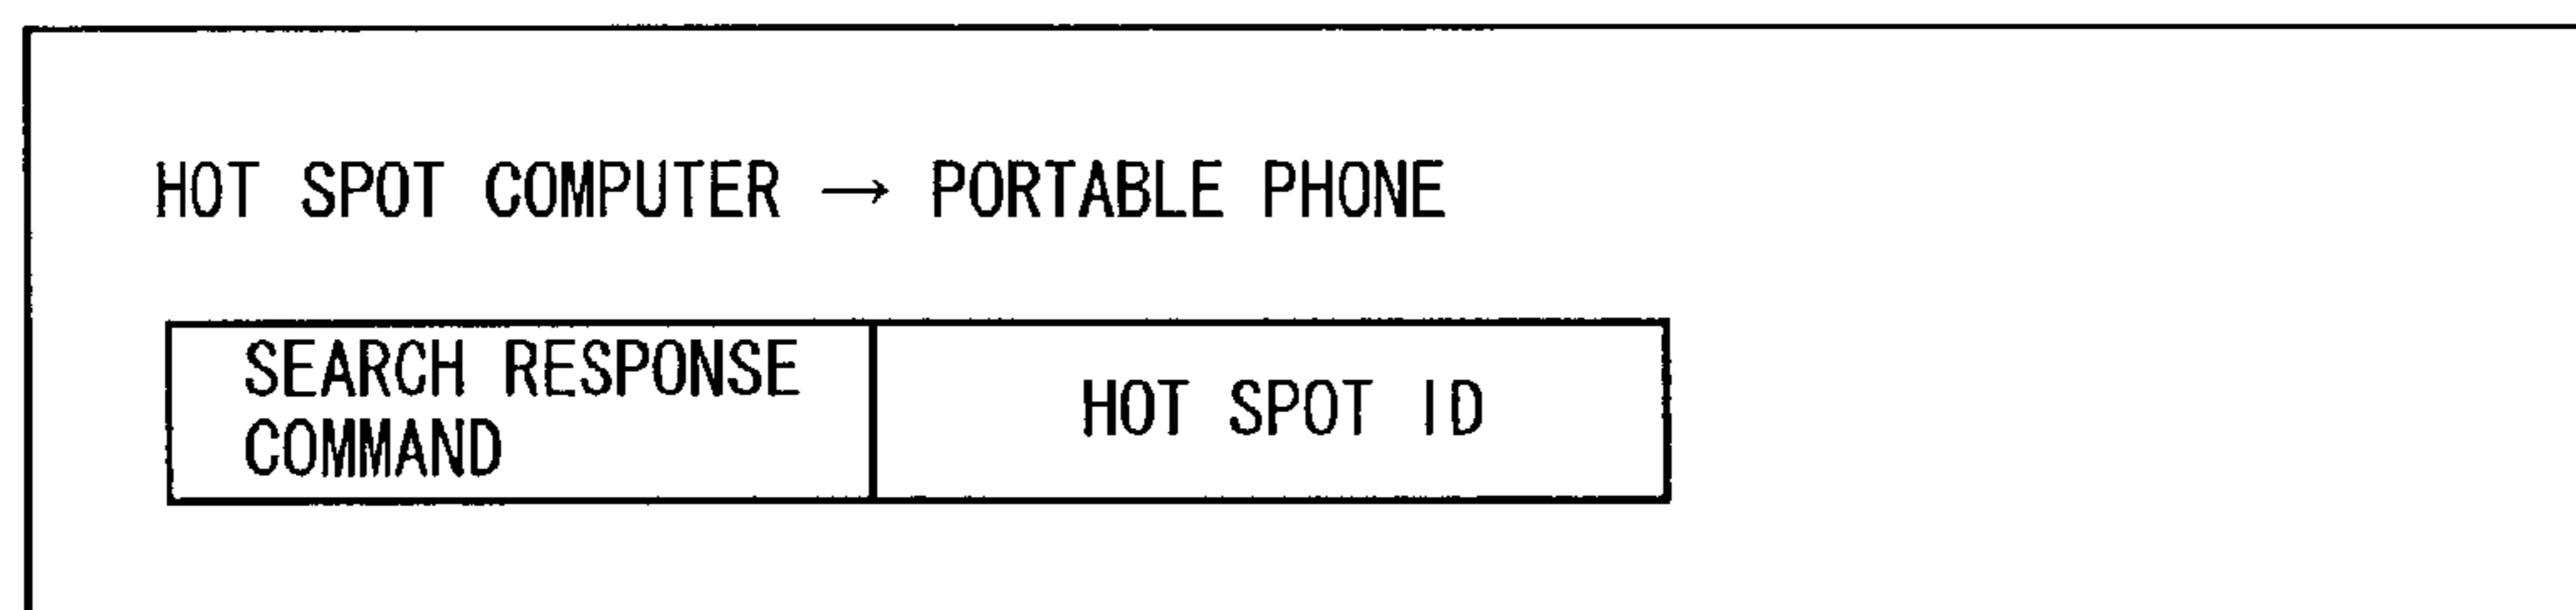 HOT SPOT COMPUTER → PORTABLE PHONE
SEARCH RESPONSE
COMMAND
HOT SPOT ID